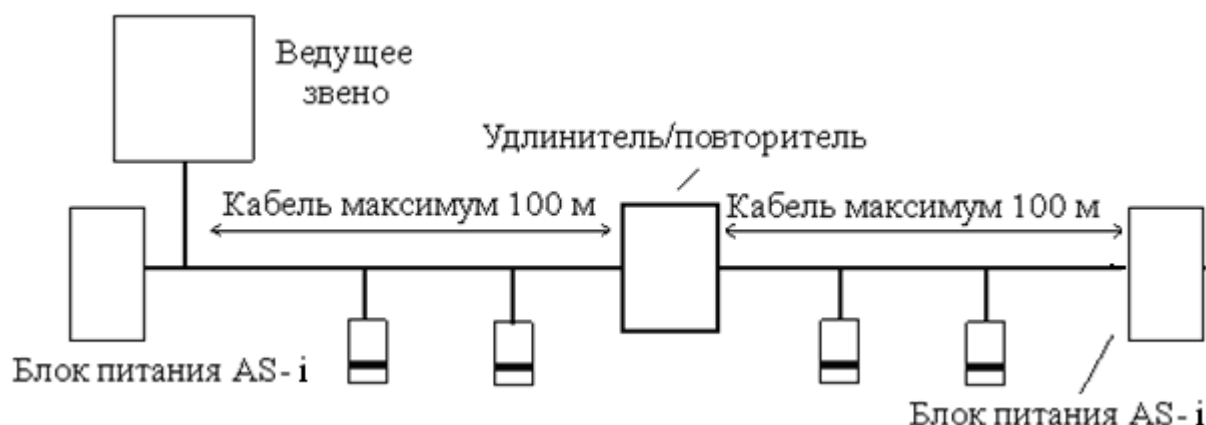 Ведущее
звено
Удлинитель/повторитель
Кабель максимум 100 м
Кабель максимум 100 м
Блок питания AS-i
Блок питания AS-i